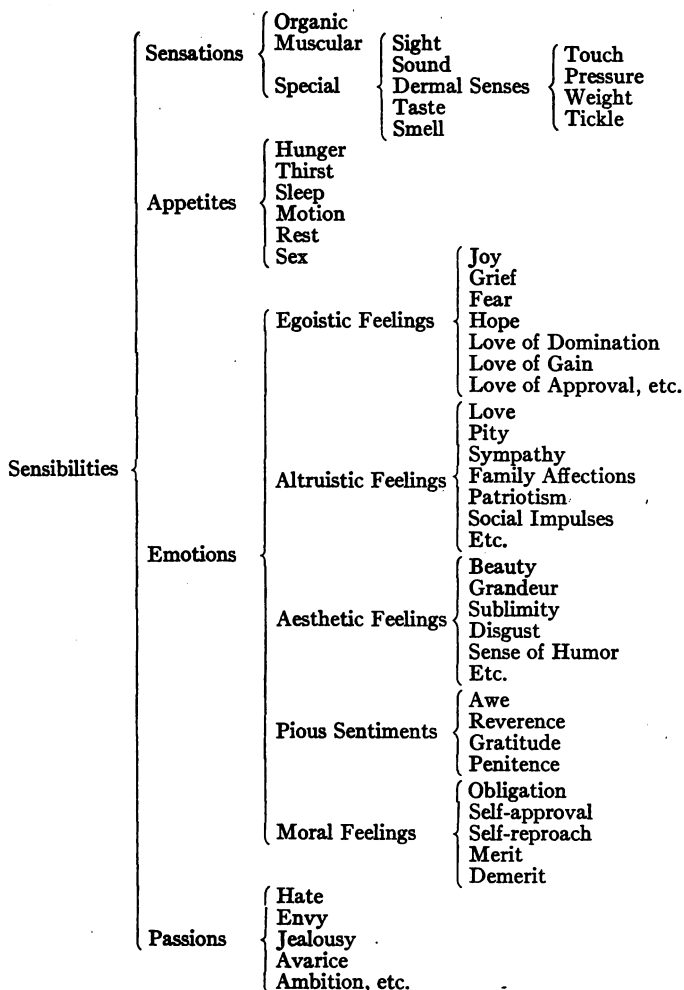 Sensibilities
Sensations
Organic
Muscular
Special
Sight
Sound
Dermal Senses
Taste
Smell
Touch
Pressure
Weight
Tickle
Appetites
Hunger
Thirst
Sleep
Motion
Rest
Sex
Emotions
Egoistic Feelings
Joy
Grief
Fear
Hope
Love of Domination
Love of Gain
Love of Approval, etc.
Altruistic Feelings
Love
Pity
Sympathy
Family Affections
Patriotism
Social Impulses
Etc.
Aesthetic Feelings
Beauty
Grandeur
Sublimity
Disgust
Sense of Humor
Etc.
Pious Sentiments
Awe
Reverence
Gratitude
Penitence
Moral Feelings
Obligation
Self-approval
Self-reproach
Merit
Demerit
Passions
Hate
Envy
Jealousy
Avarice
Ambition, etc.